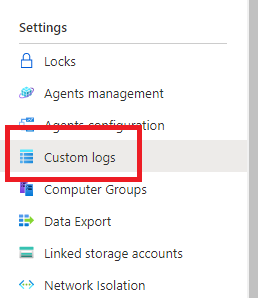 Settings
Locks
Agents management
Agents configuration
Custom logs
Computer Groups
Data Export
Linked storage accounts
Network Isolation